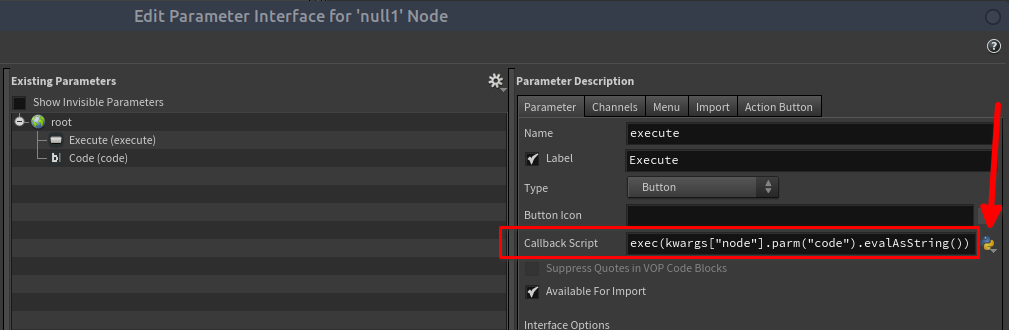 Edit Parameter Interface for 'null1' Node
Existing Parameters
Show Invisible Parameters
root
Execute (execute)
Code (code)
Parameter Description
Parameter Channels Menu Import Action Button
Name execute
Label Execute
Type Button
Button Icon
Callback Script exec(kwargs["node"].parm("code").evalAsString())
Suppress Quotes in VOP Code Blocks
Available For Import
Interface Options